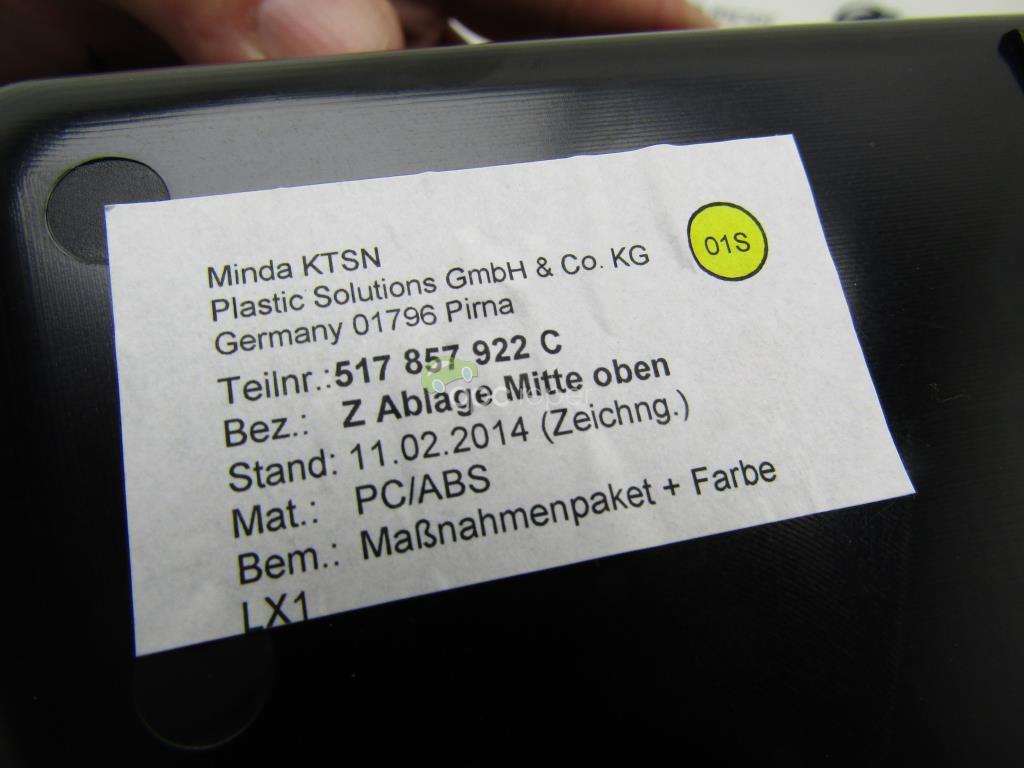 Minda KTSN
Plastic Solutions GmbH & Co. KG
Germany 01796 Pirna
01S
Teilnr.:517 857 922 C
Bez.: Z Ablage Mitte oben
Stand: 11.02.2014 (Zeichng.)
Mat.: PC/ABS
Bem.: Maßnahmenpaket + Farbe
LX1